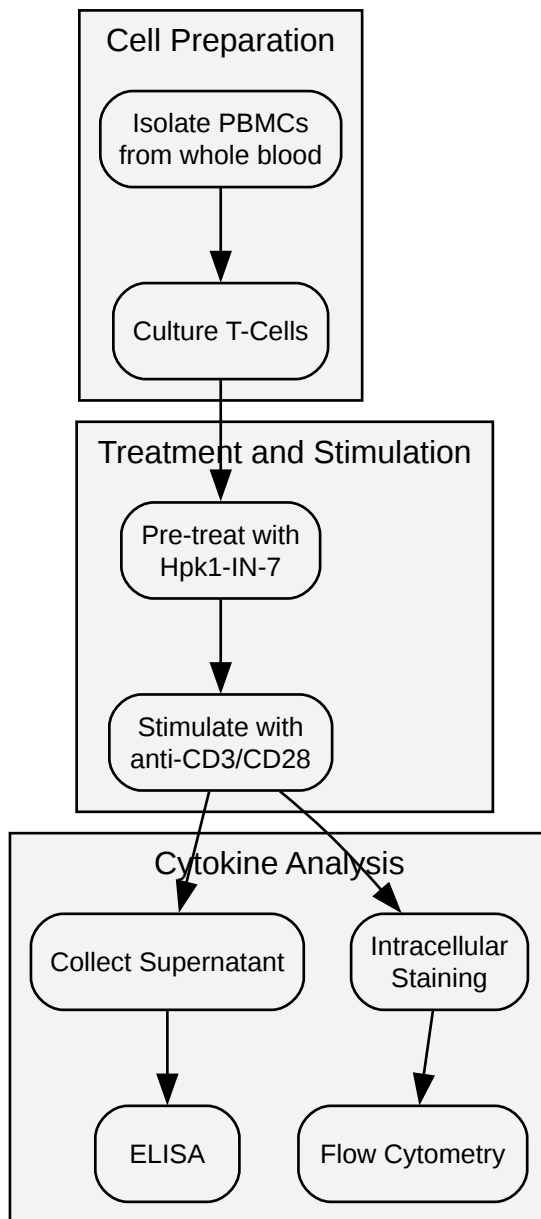 Cell Preparation
Isolate PBMCs
from whole blood
Culture T-Cells
Treatment and Stimulation
Pre-treat with
Hpk1-IN-7
Stimulate with
anti-CD3/CD28
Cytokine Analysis
Collect Supernatant
Intracellular
Staining
ELISA
Flow Cytometry